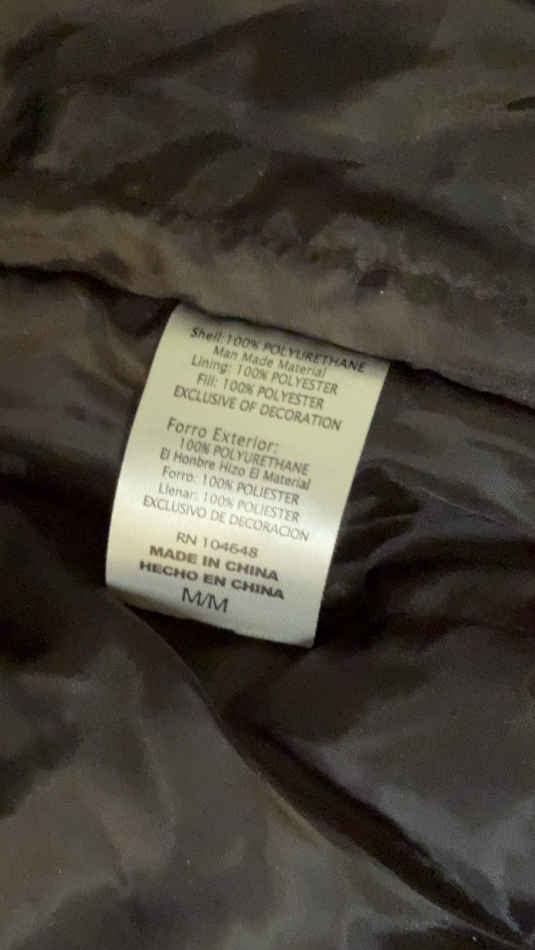 Shell: 100% POLYURETHANE
Man Made Material
Lining: 100% POLYESTER
Fill: 100% POLYESTER
EXCLUSIVE OF DECORATION
Forro Exterior:
100% POLYURETHANE
El Honbre Hizo El Material
Forro: 100% POLIESTER
Llenar: 100% POLIESTER
EXCLUSIVO DE DECORACION
RN 104648
MADE IN CHINA
HECHO EN CHINA
M/M